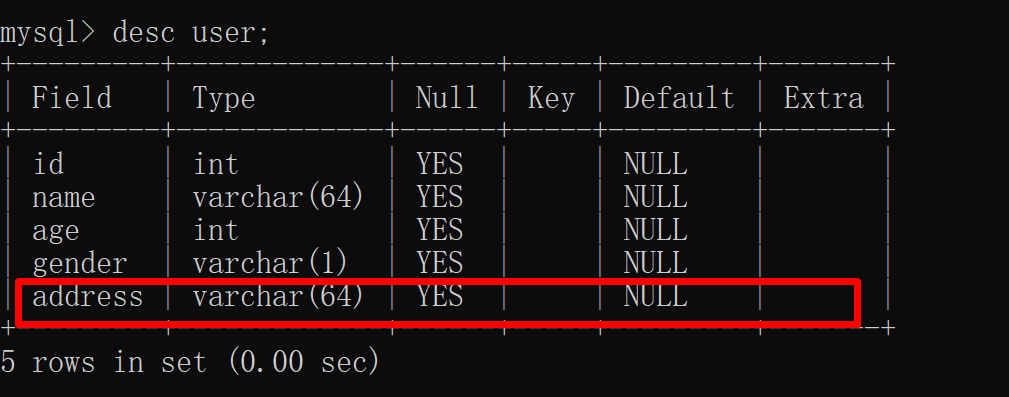 mysql> desc user;
+---------+-------------+------+-----+---------+-------+
| Field | Type | Null | Key | Default | Extra |
+---------+-------------+------+-----+---------+-------+
| id | int | YES | | NULL | |
| name | varchar(64) | YES | | NULL | |
| age | int | YES | | NULL | |
| gender | varchar(1) | YES | | NULL | |
| address | varchar(64) | YES | | NULL | |
+---------+-------------+------+-----+---------+-------+
5 rows in set (0.00 sec)